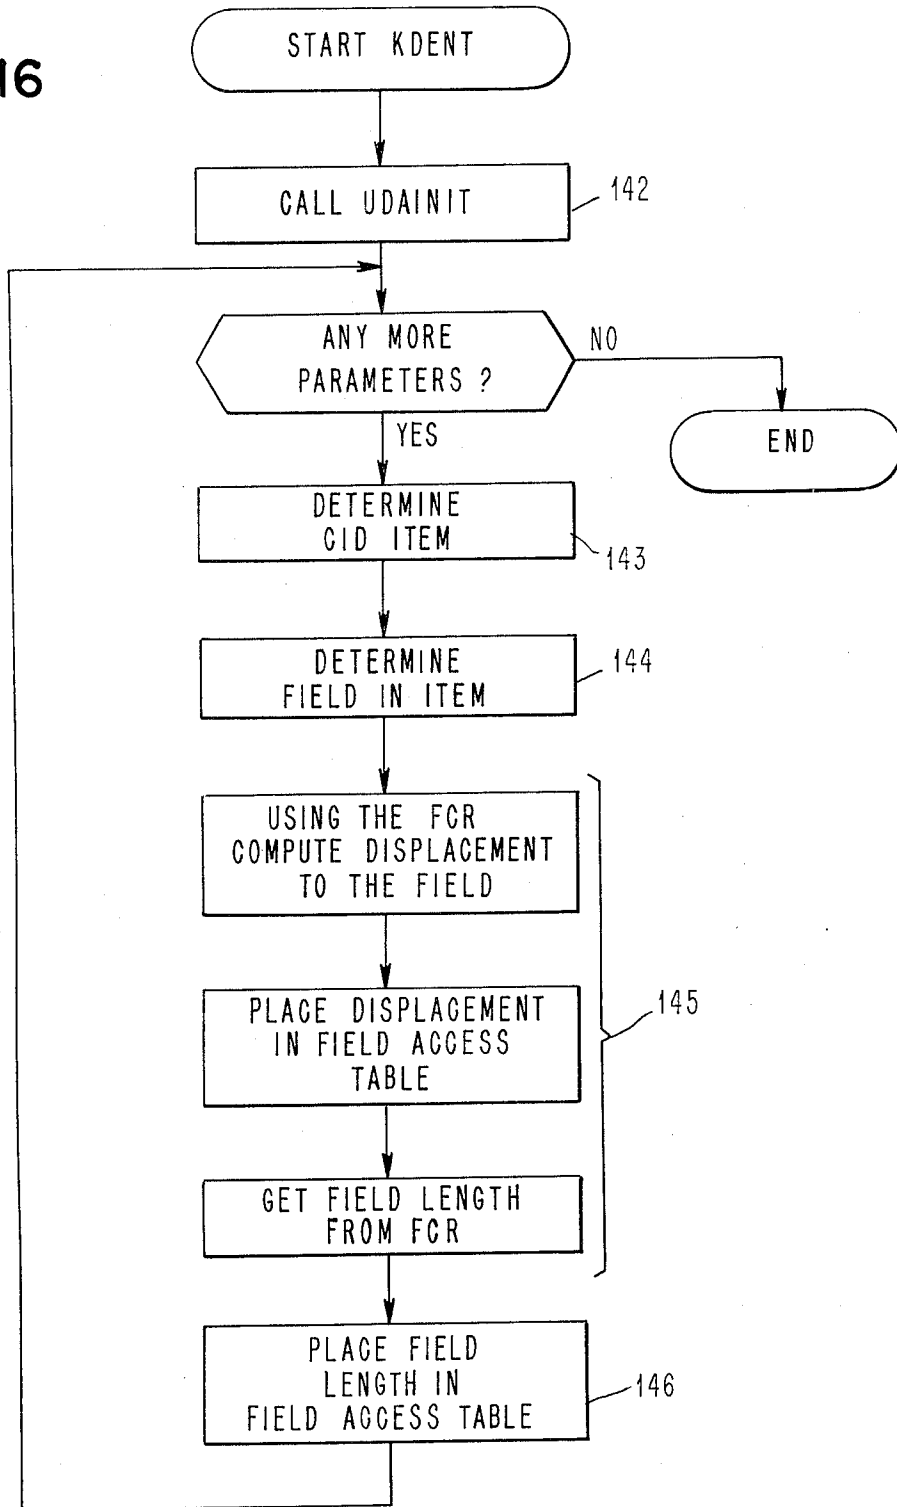 16
START KDENT
CALL UDAINIT
142
ANY MORE
PARAMETERS ?
NO
END
YES
DETERMINE
CID ITEM
143
DETERMINE
FIELD IN ITEM
144
USING THE FCR
COMPUTE DISPLACEMENT
TO THE FIELD
PLACE DISPLACEMENT
IN FIELD ACCESS
TABLE
145
GET FIELD LENGTH
FROM FCR
PLACE FIELD
LENGTH IN
FIELD ACCESS TABLE
146